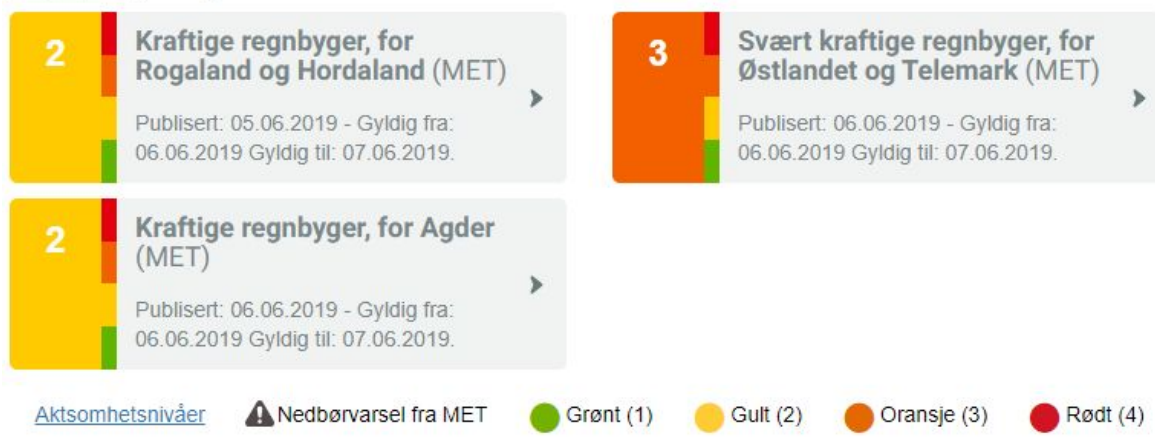 2
Kraftige regnbyger, for
Rogaland og Hordaland (MET)
Publisert: 05.06.2019 - Gyldig fra:
06.06.2019 Gyldig til: 07.06.2019.
3
Svært kraftige regnbyger, for
Østlandet og Telemark (MET)
Publisert: 06.06.2019 - Gyldig fra:
06.06.2019 Gyldig til: 07.06.2019.
2
Kraftige regnbyger, for Agder
(MET)
Publisert: 06.06.2019 - Gyldig fra:
06.06.2019 Gyldig til: 07.06.2019.
Aktsomhetsnivåer Nedbørvarsel fra MET Grønt (1) Gult (2) Oransje (3) Rødt (4)